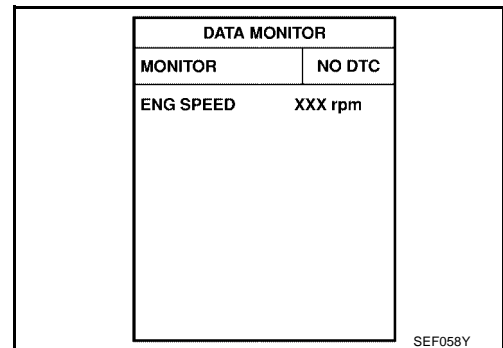 DATA MONITOR
MONITOR NO DTC
ENG SPEED XXX rpm
SEF058Y